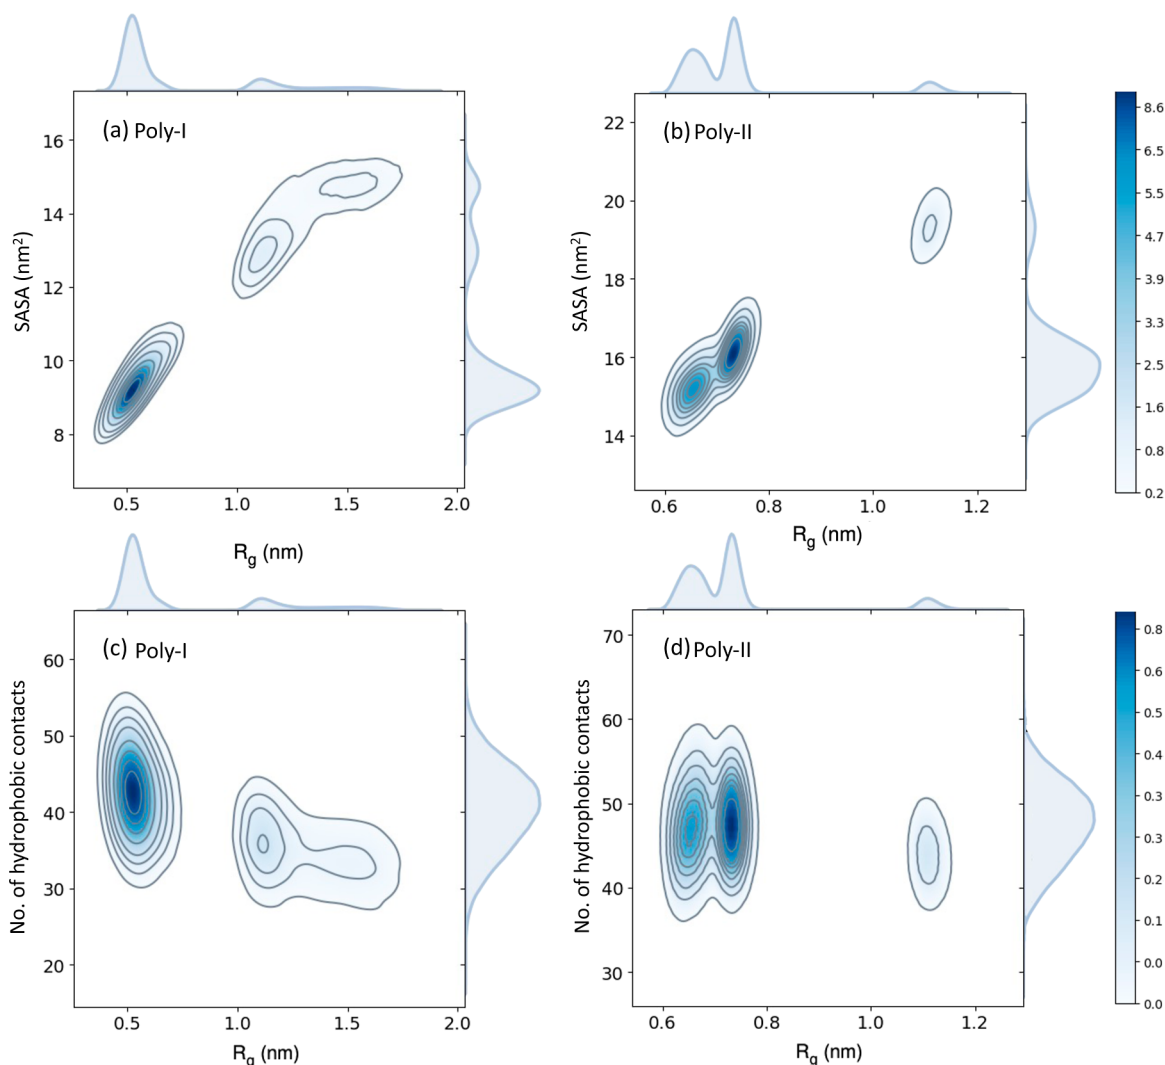 (a) Poly-I
SASA (nm²)
16
14
12
10
8
0.5 1.0 1.5 2.0
Rg (nm)
(b) Poly-II
SASA (nm²)
22
20
18
16
14
0.6 0.8 1.0 1.2
Rg (nm)
8.6
6.5
5.5
4.7
3.9
3.3
2.5
1.6
0.8
0.2
(c) Poly-I
No. of hydrophobic contacts
60
50
40
30
20
0.5 1.0 1.5 2.0
Rg (nm)
(d) Poly-II
No. of hydrophobic contacts
70
60
50
40
30
0.6 0.8 1.0 1.2
Rg (nm)
0.8
0.6
0.5
0.4
0.3
0.2
0.1
0.0
0.0